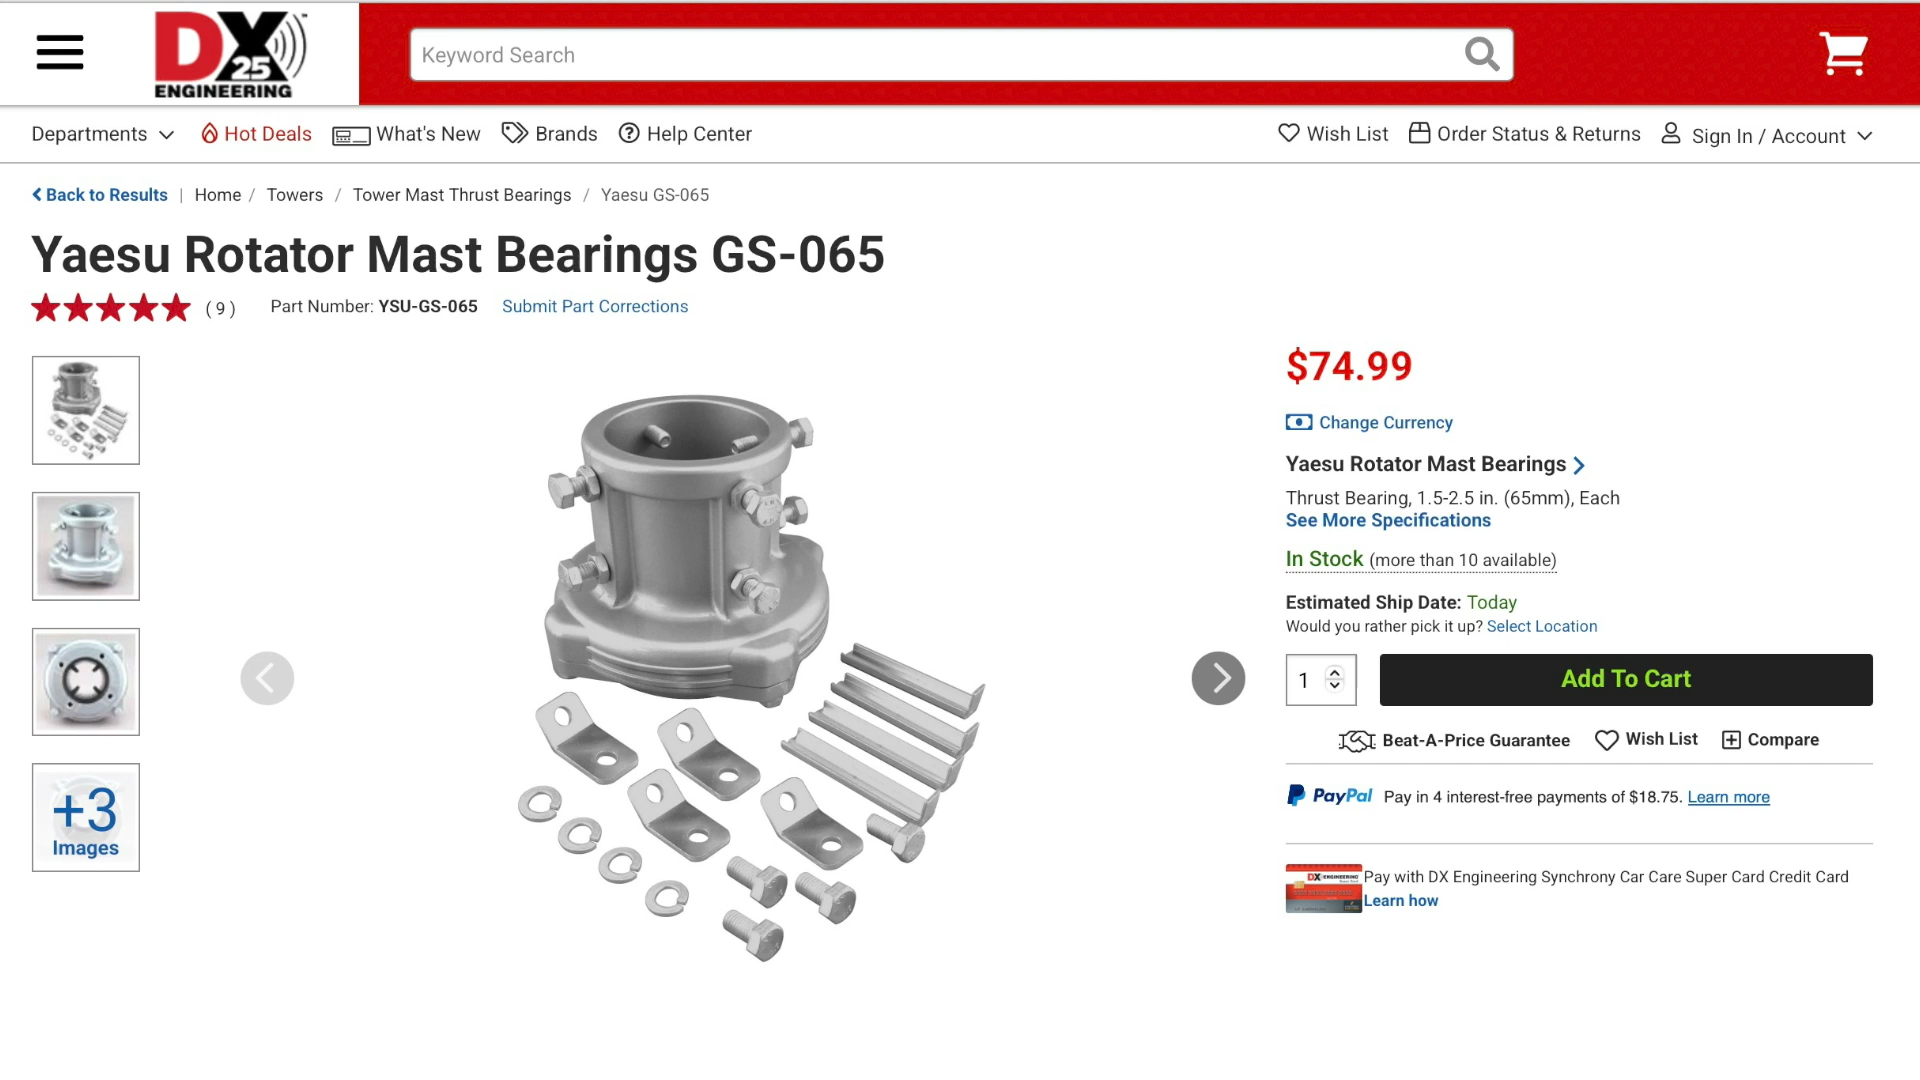 DX
25
ENGINEERING
Keyword Search
Departments Hot Deals What's New Brands Help Center Wish List Order Status & Returns Sign In / Account
Back to Results | Home / Towers / Tower Mast Thrust Bearings / Yaesu GS-065
Yaesu Rotator Mast Bearings GS-065
( 9 ) Part Number: YSU-GS-065 Submit Part Corrections
$74.99
Change Currency
Yaesu Rotator Mast Bearings
Thrust Bearing, 1.5-2.5 in. (65mm), Each
See More Specifications
In Stock (more than 10 available)
Estimated Ship Date: Today
Would you rather pick it up? Select Location
1 Add To Cart
Beat-A-Price Guarantee Wish List Compare
PayPal Pay in 4 interest-free payments of $18.75. Learn more
+3
Images
DX ENGINEERING
Pay with DX Engineering Synchrony Car Care Super Card Credit Card
Learn how